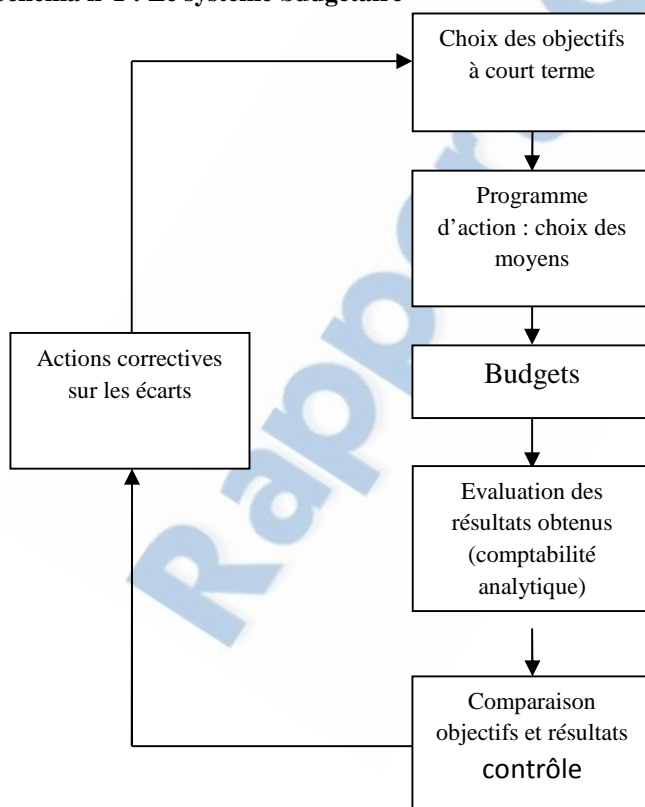 schéma n°1 : Le système budgétaire
Choix des objectifs
à court terme
Programme
d'action : choix des
moyens
Actions correctives
sur les écarts
Budgets
Evaluation des
résultats obtenus
(comptabilité
analytique)
Comparaison
objectifs et résultats
contrôle
Rappor